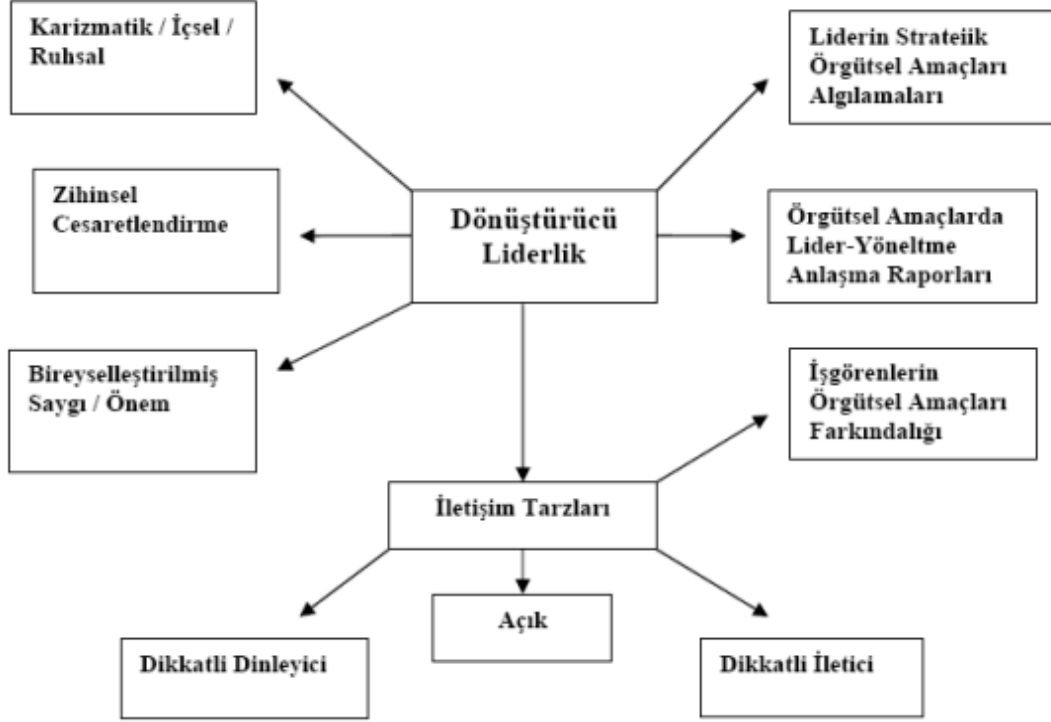 Karizmatik / İçsel /
Ruhsal
Liderin Strateiik
Örgütsel Amaçları
Algılamaları
Zihinsel
Cesaretlendirme
Dönüştürücü
Liderlik
Örgütsel Amaçlarda
Lider-Yöneltme
Anlaşma Raporları
Bireyselleştirilmiş
Saygı / Önem
İşgörenlerin
Örgütsel Amaçları
Farkındalığı
İletişim Tarzları
Açık
Dikkatli Dinleyici
Dikkatli İletici